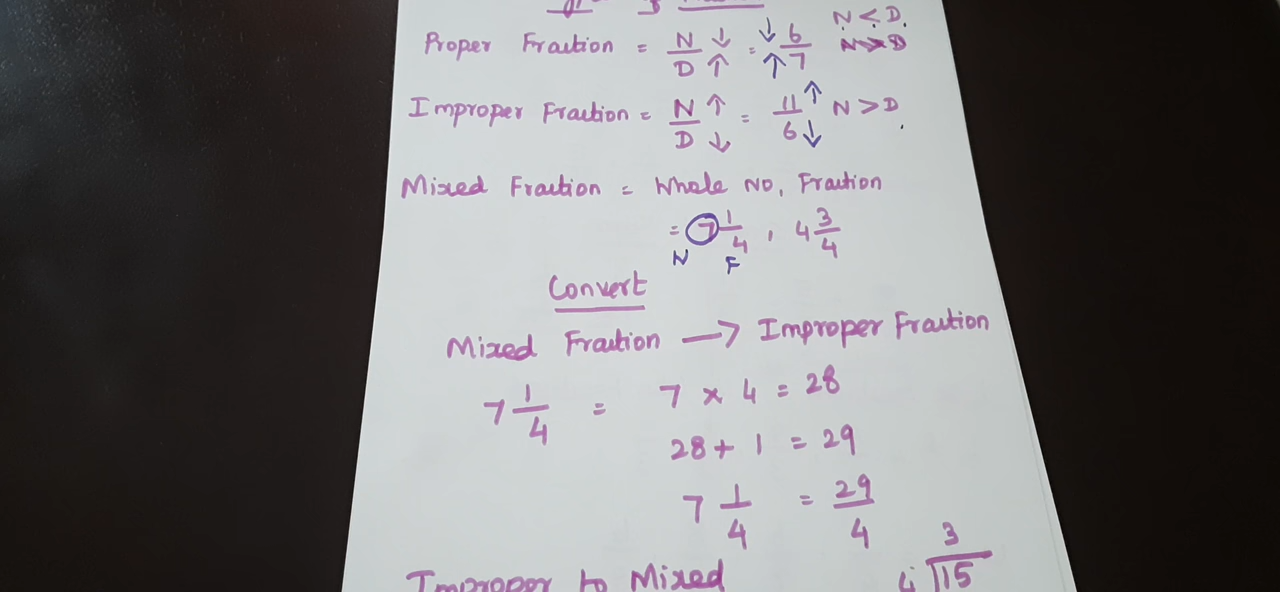 Proper Fraction = N↓/D↑ = ↓6/↑7 N < D.
Improper Fraction = N↑/D↓ = 11↑/6↓ N > D.
Mixed Fraction = Whole No, Fraction
= 7 1/4, 4 3/4
N F
Convert
Mixed Fraction → Improper Fraction
7 1/4 = 7 × 4 = 28
28 + 1 = 29
7 1/4 = 29/4
3
Improper to Mixed 4 √15